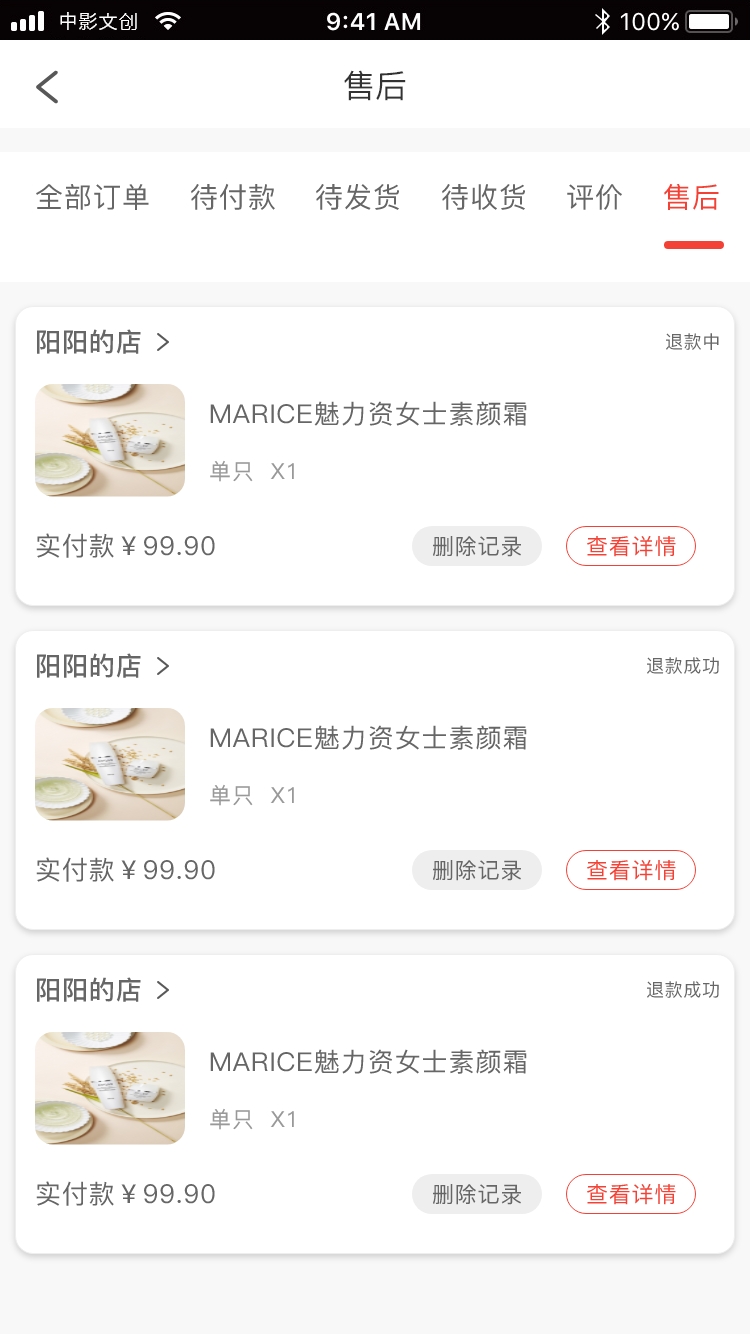 中影文创 9:41 AM 100%
售后
全部订单 待付款 待发货 待收货 评价 售后
阳阳的店 > 退款中
MARICE魅力资女士素颜霜
单只 X1
实付款￥99.90 删除记录 查看详情
阳阳的店 > 退款成功
MARICE魅力资女士素颜霜
单只 X1
实付款￥99.90 删除记录 查看详情
阳阳的店 > 退款成功
MARICE魅力资女士素颜霜
单只 X1
实付款￥99.90 删除记录 查看详情